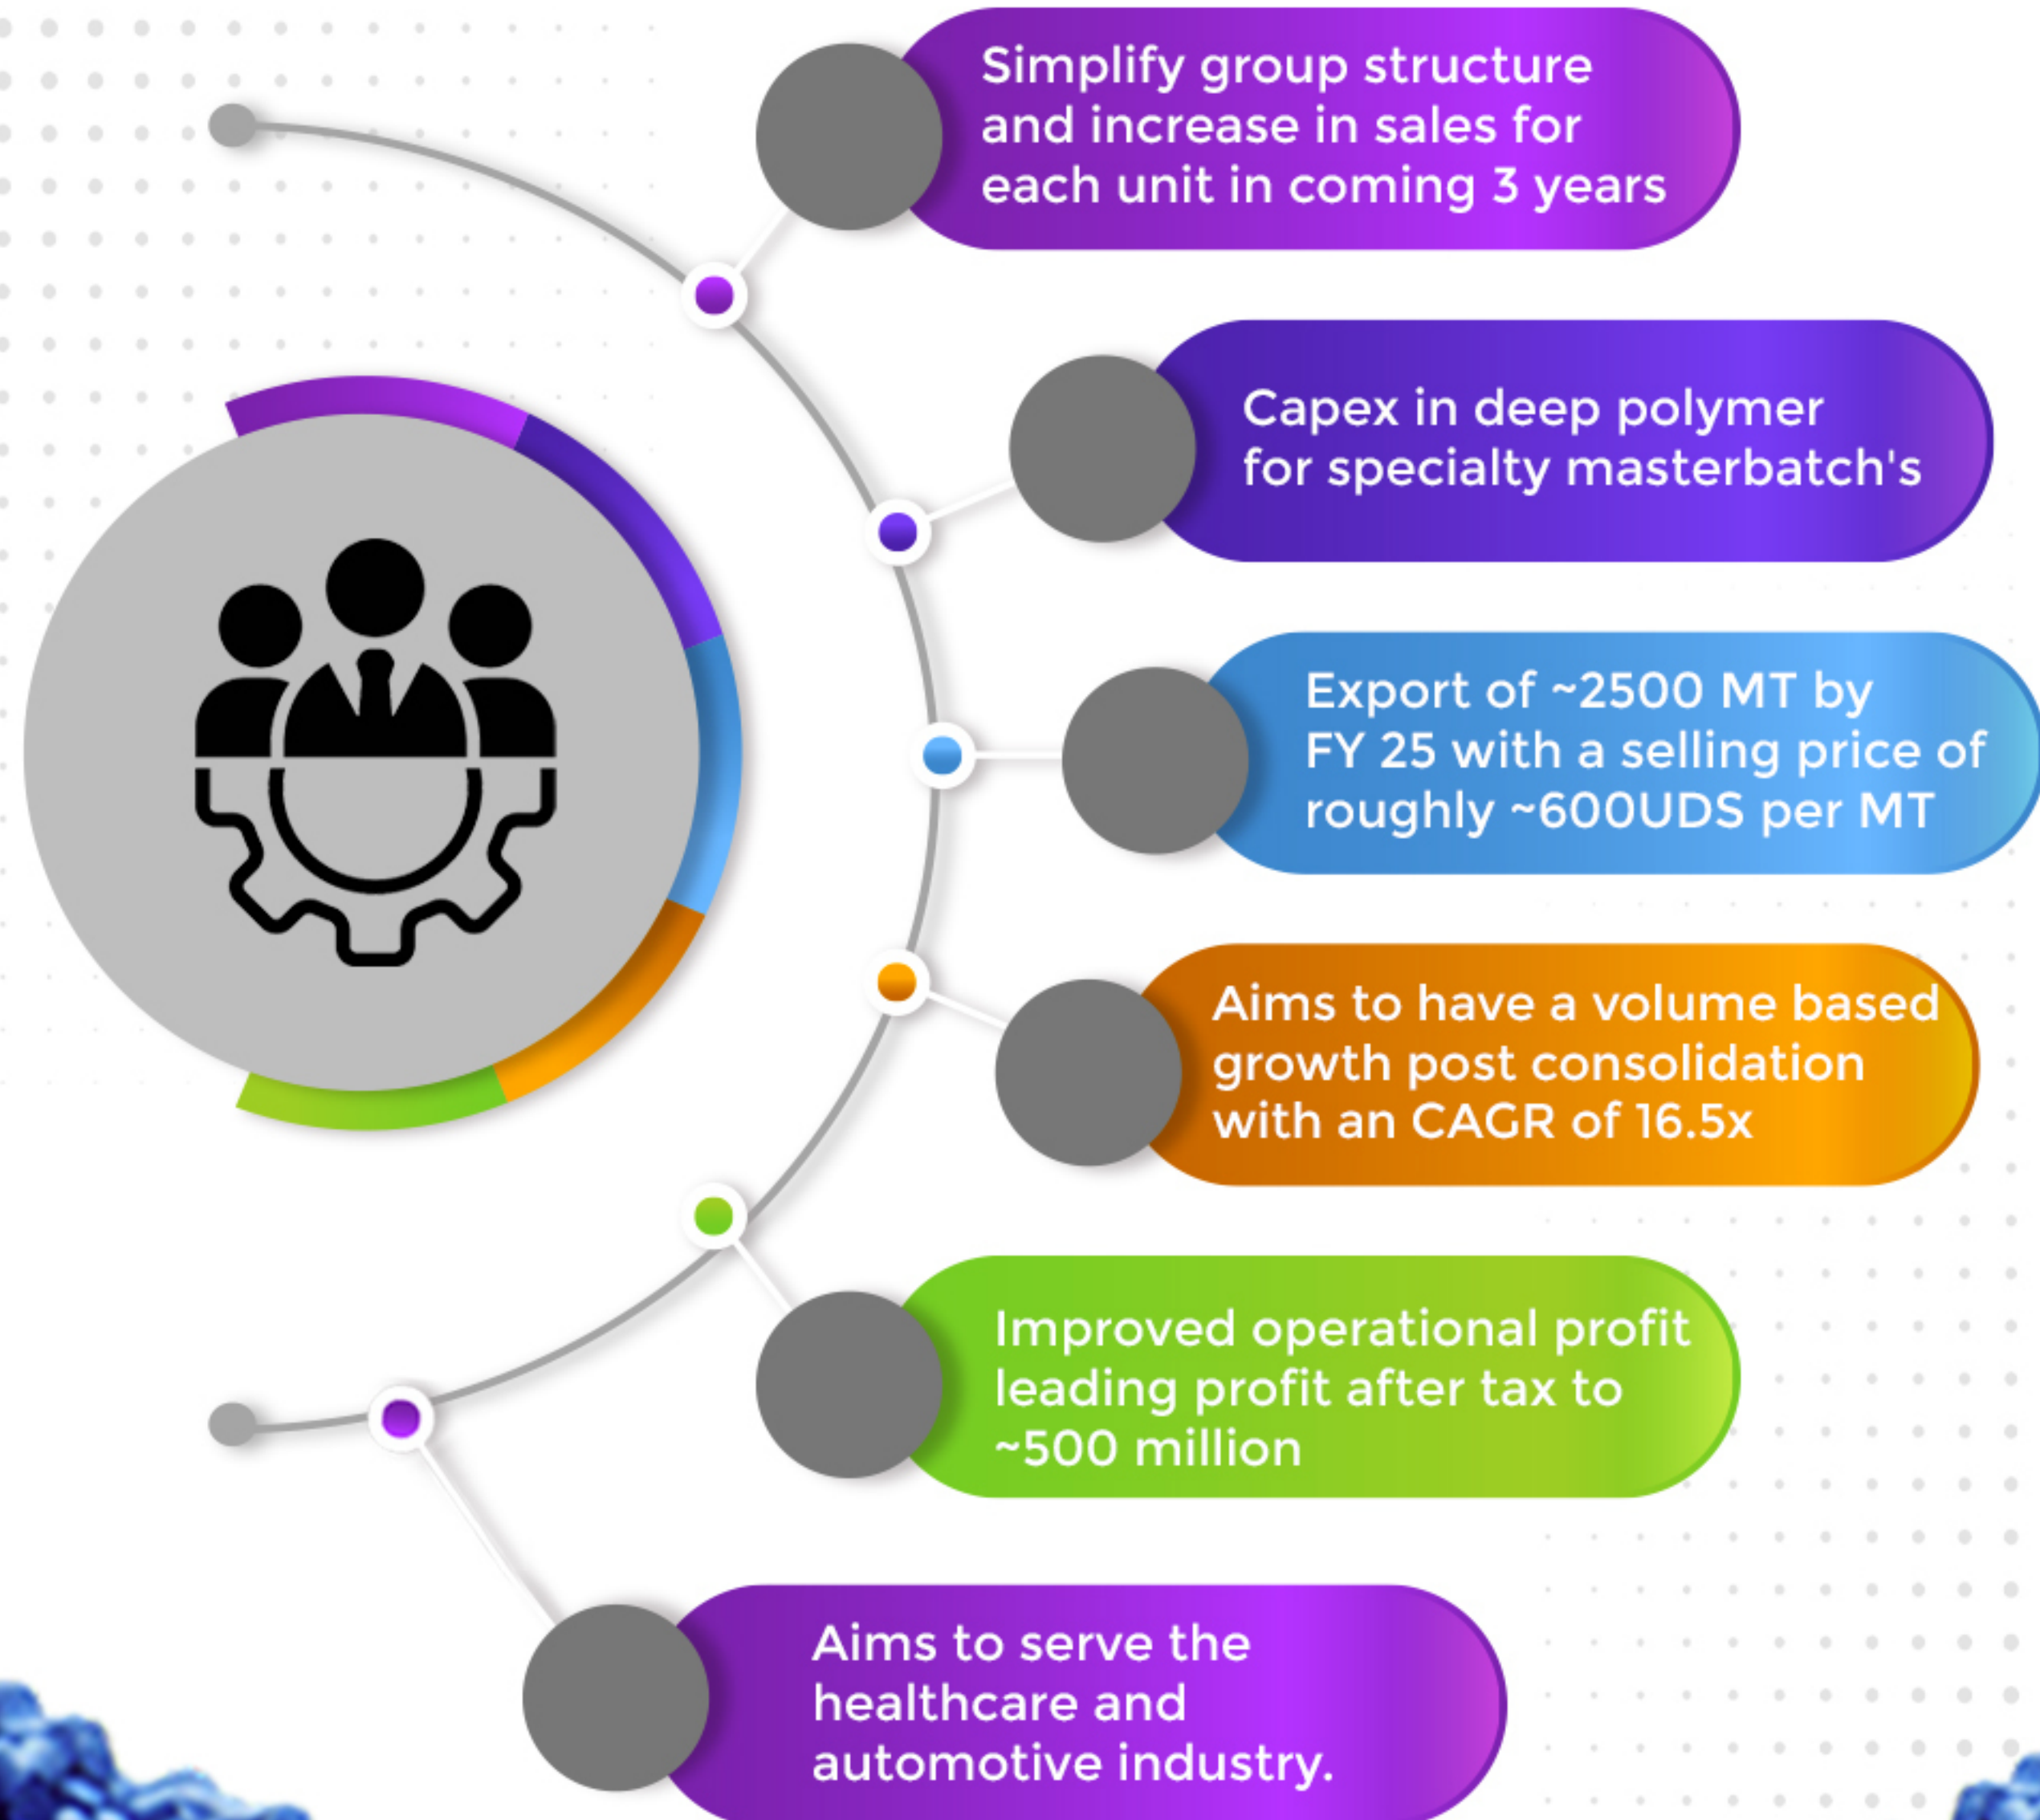 Simplify group structure
and increase in sales for
each unit in coming 3 years
Capex in deep polymer
for specialty masterbatch's
Export of ~2500 MT by
FY 25 with a selling price of
roughly ~600UDS per MT
Aims to have a volume based
growth post consolidation
with an CAGR of 16.5x
Improved operational profit
leading profit after tax to
~500 million
Aims to serve the
healthcare and
automotive industry.